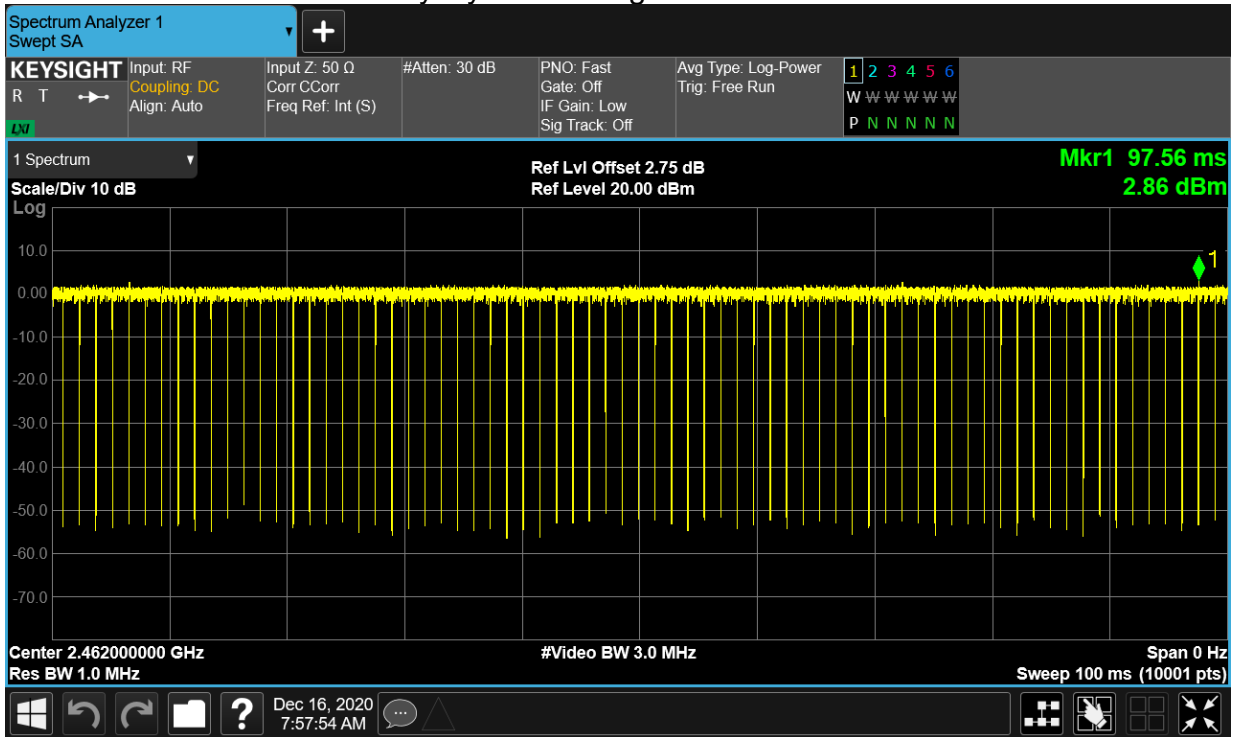 Spectrum Analyzer 1
Swept SA
KEYSIGHT
R T
LXI
Input: RF
Coupling: DC
Align: Auto
Input Z: 50 Ω
Corr CCorr
Freq Ref: Int (S)
#Atten: 30 dB
PNO: Fast
Gate: Off
IF Gain: Low
Sig Track: Off
Avg Type: Log-Power
Trig: Free Run
1 2 3 4 5 6
W W W W W W
P N N N N N
1 Spectrum
Scale/Div 10 dB
Log
Ref Lvl Offset 2.75 dB
Ref Level 20.00 dBm
Mkr1 97.56 ms
2.86 dBm
1
10.0
0.00
-10.0
-20.0
-30.0
-40.0
-50.0
-60.0
-70.0
Center 2.462000000 GHz
Res BW 1.0 MHz
#Video BW 3.0 MHz
Span 0 Hz
Sweep 100 ms (10001 pts)
?
Dec 16, 2020
7:57:54 AM